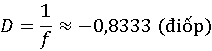 D = 1/f ≈ −0,8333 (điốp)